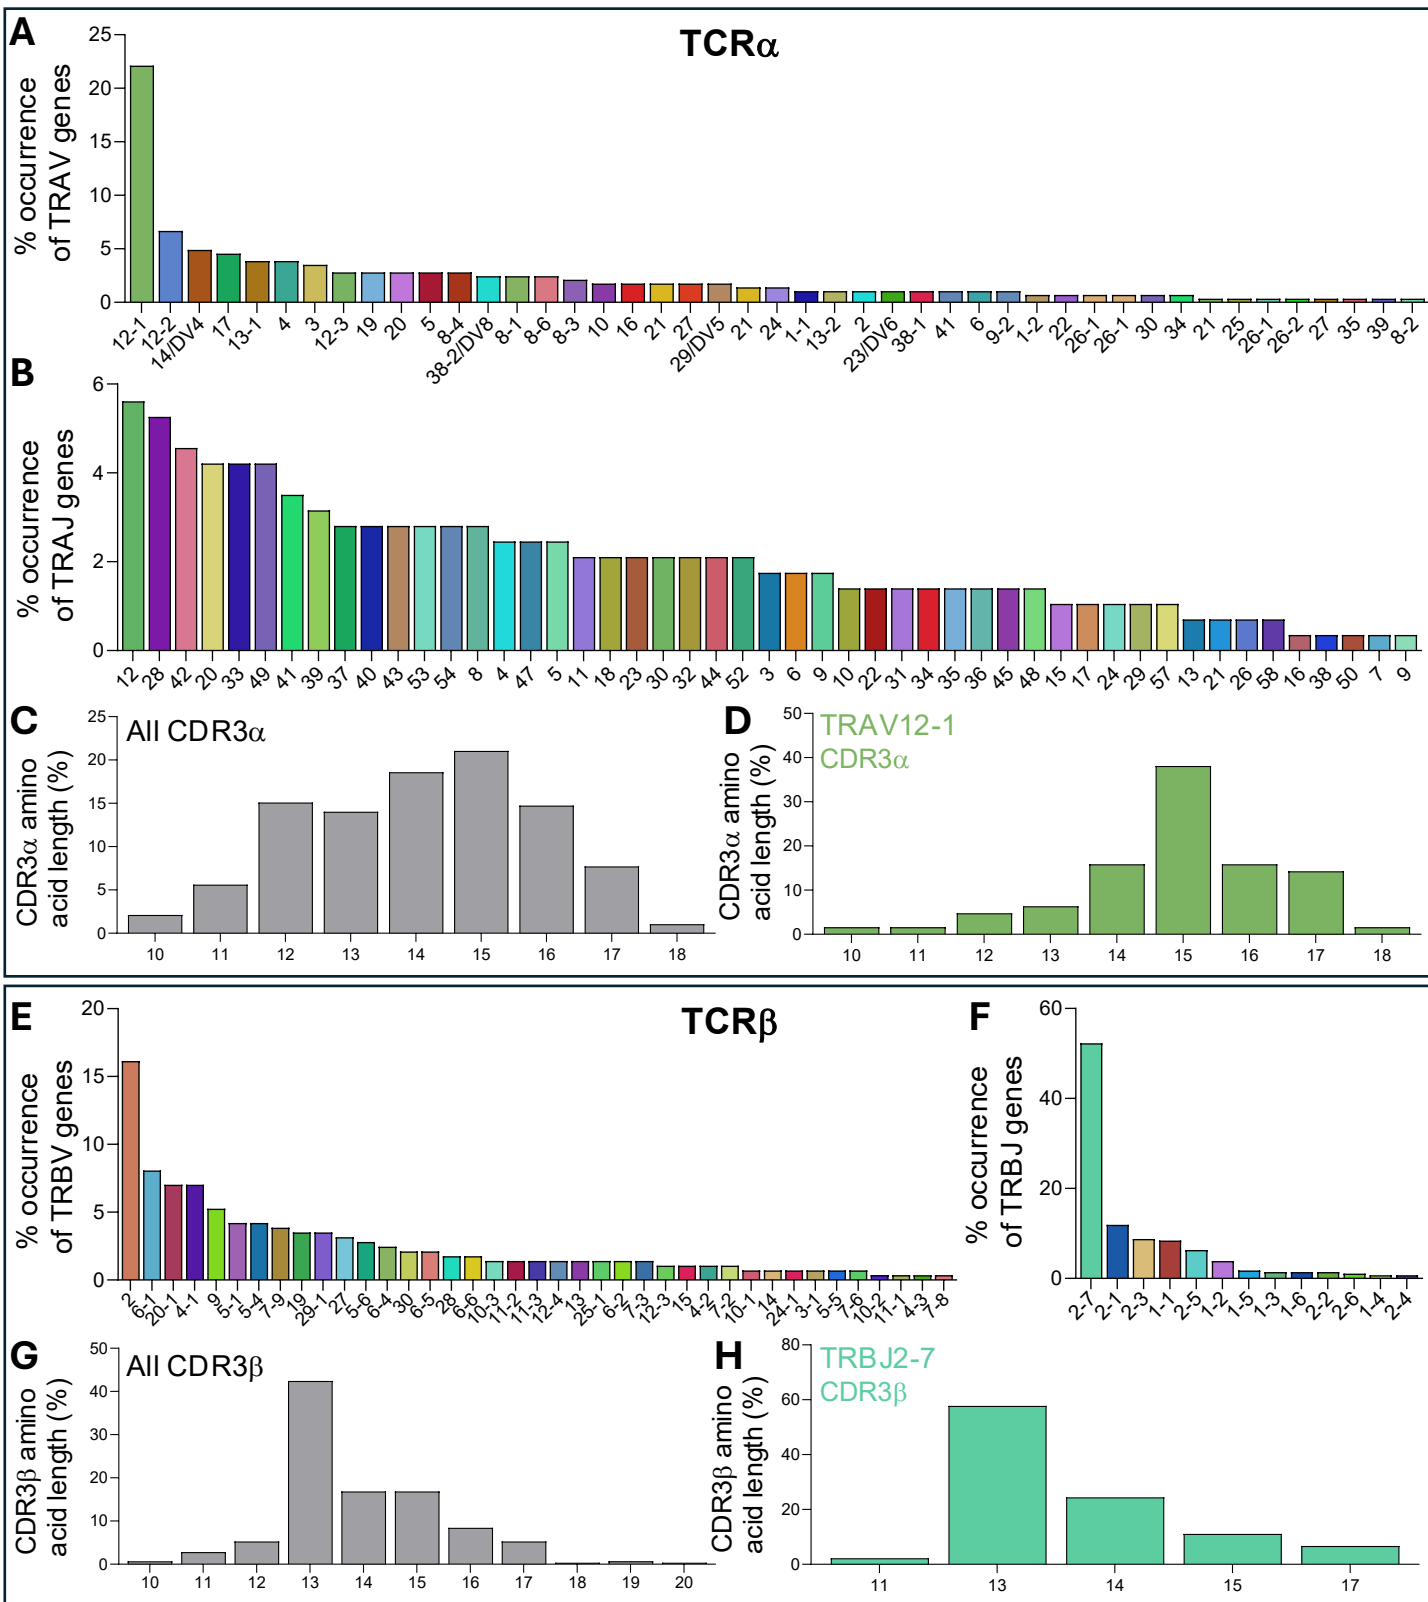 A
TCRα
% occurrence
of TRAV genes
25
20
15
10
5
0
12-1 12-2 14/DV4 17 13-1 4 3 12-3 19 20 5 8-4 38-2/DV8 8-1 8-6 8-3 10 16 21 27 29/DV5 21 24 1-1 13-2 2 23/DV6 38-1 41 6 9-2 1-2 22 26-1 26-1 30 34 21 25 26-1 26-2 27 35 39 8-2
B
% occurrence
of TRAJ genes
6
4
2
0
12 28 42 20 33 49 41 39 37 40 43 53 54 8 4 47 5 11 18 23 30 32 44 52 3 6 9 10 22 31 34 35 36 45 48 15 17 24 29 57 13 21 26 58 16 38 50 7 9
C
All CDR3α
CDR3α amino
acid length (%)
25
20
15
10
5
0
10 11 12 13 14 15 16 17 18
D
TRAV12-1
CDR3α
CDR3α amino
acid length (%)
50
40
30
20
10
0
10 11 12 13 14 15 16 17 18
E
TCRβ
% occurrence
of TRBV genes
20
15
10
5
0
2 6-1 20-1 4-1 9 5-1 5-4 7-9 19 29-1 27 5-6 6-4 30 6-5 28 6-6 10-3 11-2 11-3 12-4 13 25-1 6-2 7-3 12-3 15 4-2 7-2 10-1 14 24-1 3-1 5-5 7-6 10-2 11-1 4-3 7-8
F
% occurrence
of TRBJ genes
60
40
20
0
2-7 2-1 2-3 1-1 2-5 1-2 1-5 1-3 1-6 2-2 2-6 1-4 2-4
G
All CDR3β
CDR3β amino
acid length (%)
50
40
30
20
10
0
10 11 12 13 14 15 16 17 18 19 20
H
TRBJ2-7
CDR3β
CDR3β amino
acid length (%)
80
60
40
20
0
11 13 14 15 17